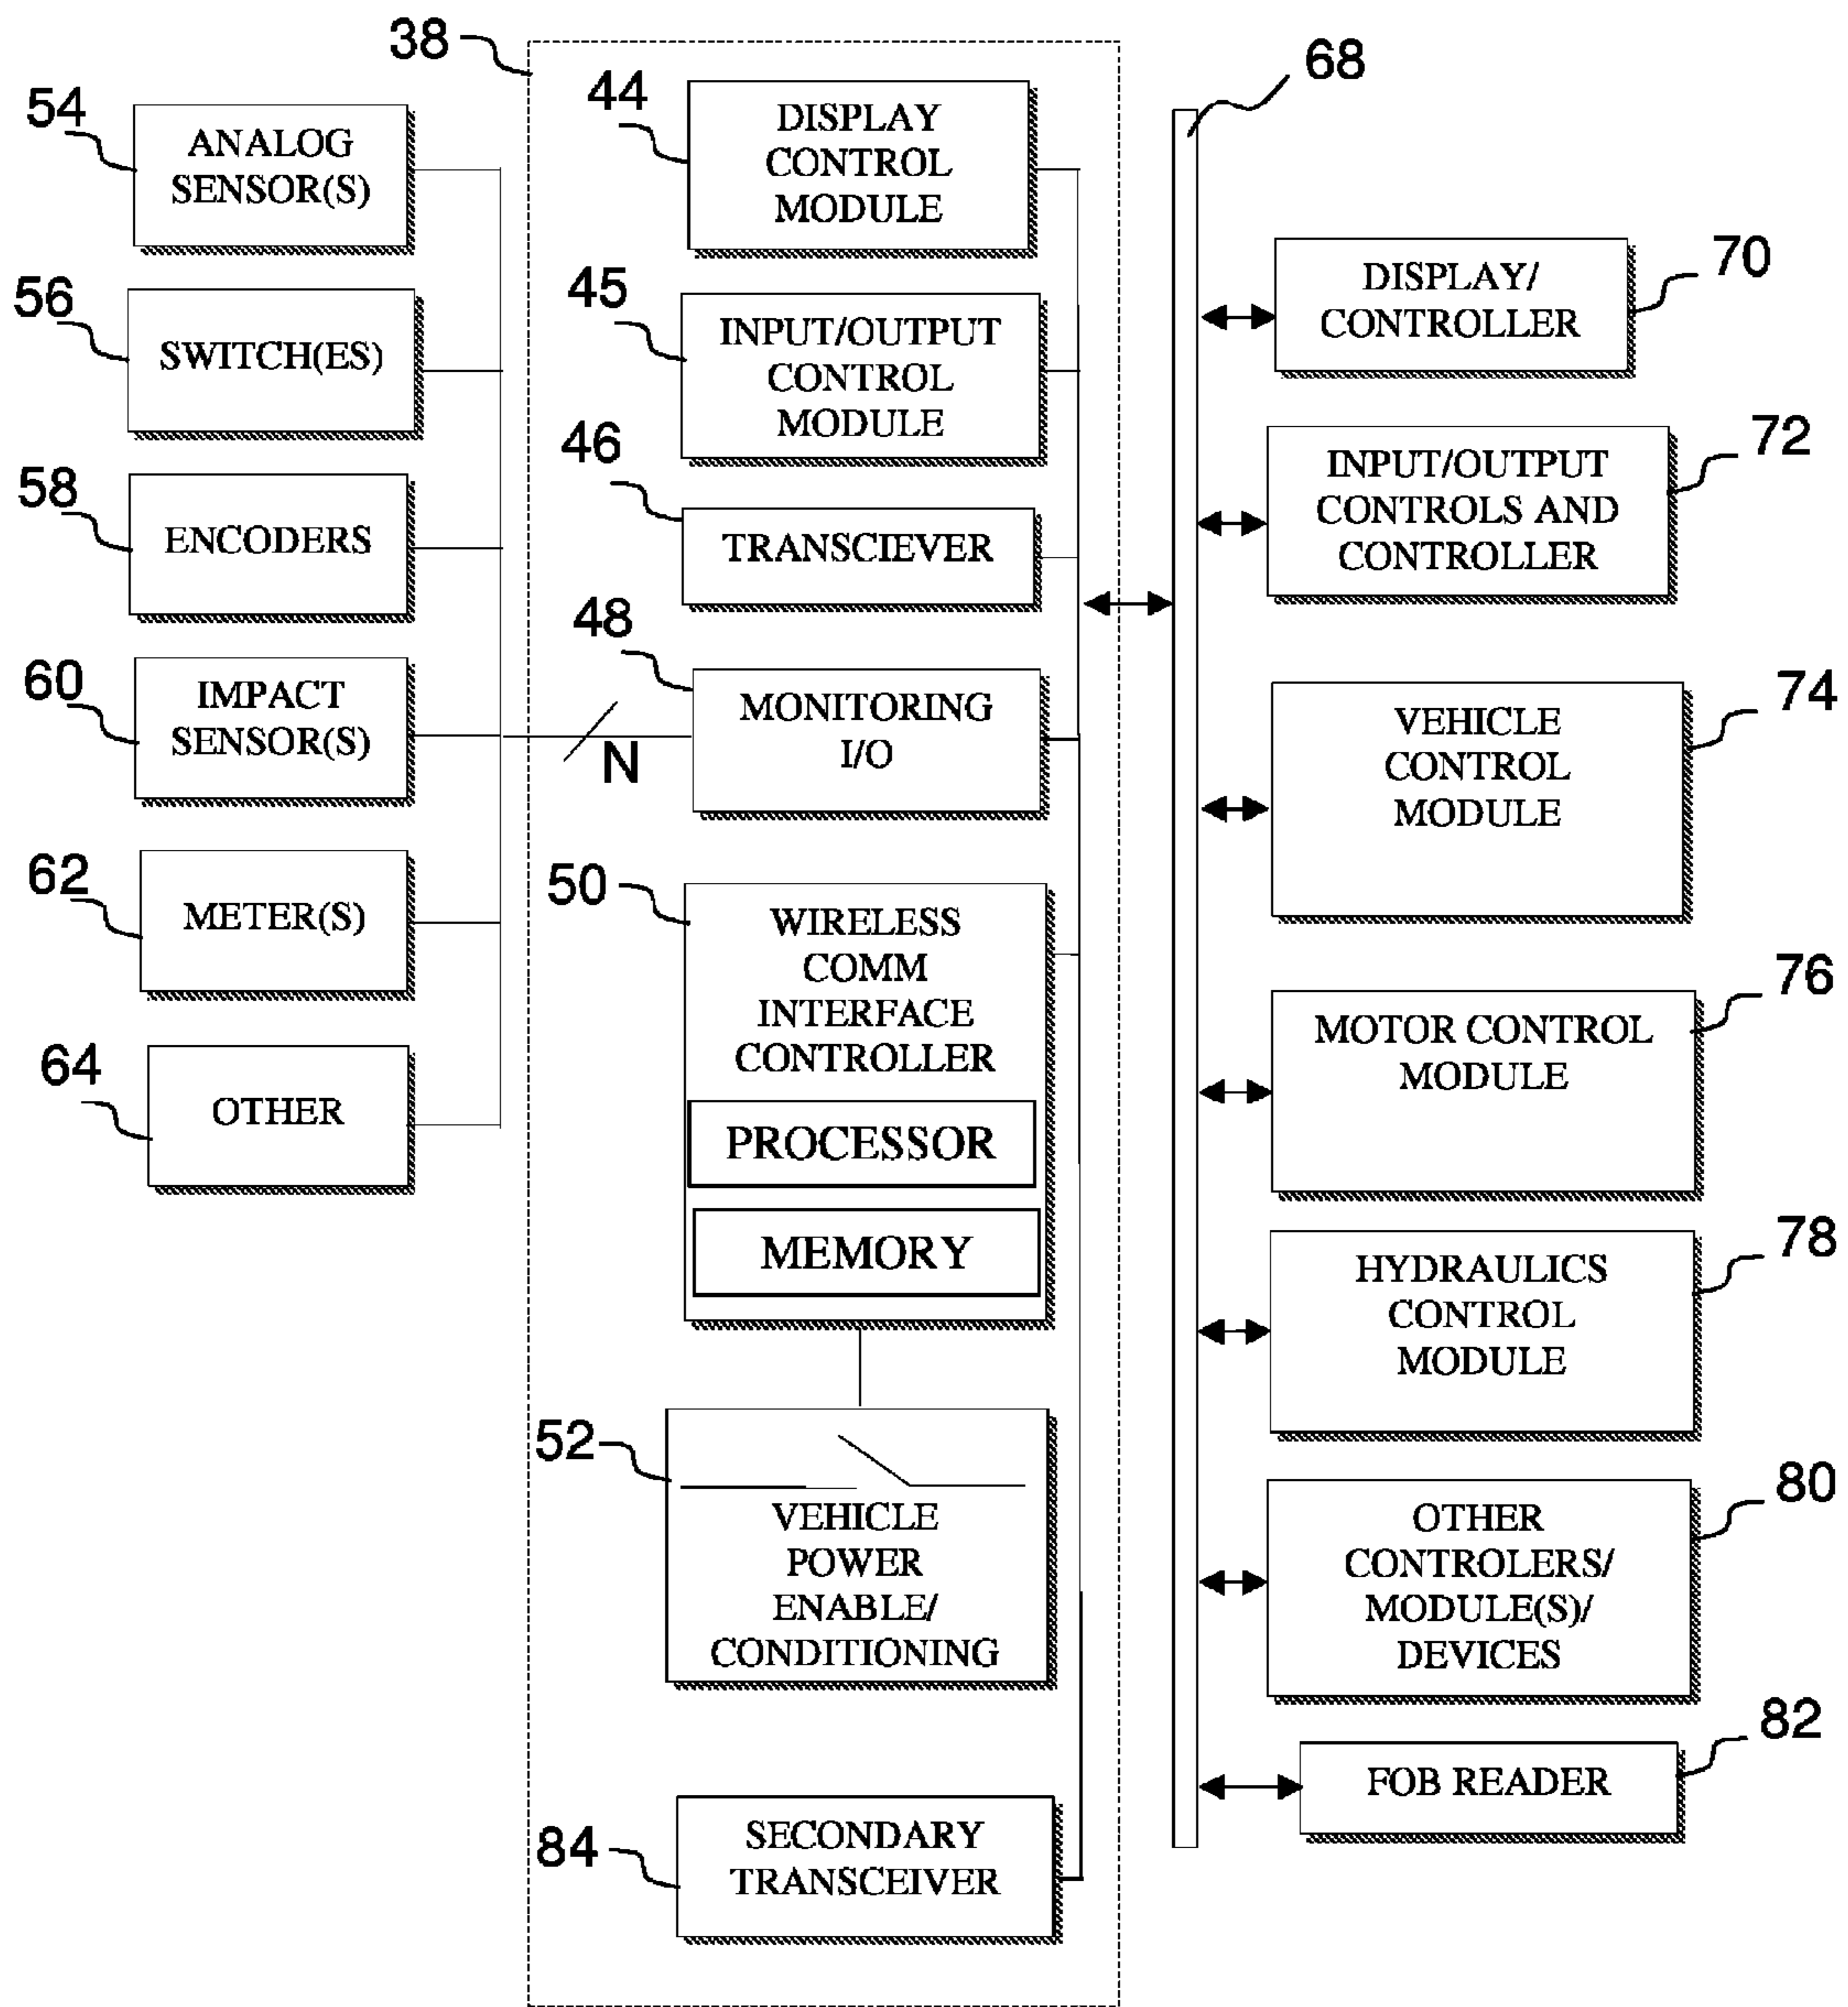 38
68
54
ANALOG
SENSOR(S)
56
SWITCH(ES)
58
ENCODERS
60
IMPACT
SENSOR(S)
62
METER(S)
64
OTHER
44
DISPLAY
CONTROL
MODULE
45
INPUT/OUTPUT
CONTROL
MODULE
46
TRANSCIEVER
48
MONITORING
I/O
N
50
WIRELESS
COMM
INTERFACE
CONTROLLER
PROCESSOR
MEMORY
52
VEHICLE
POWER
ENABLE/
CONDITIONING
84
SECONDARY
TRANSCEIVER
70
DISPLAY/
CONTROLLER
72
INPUT/OUTPUT
CONTROLS AND
CONTROLLER
74
VEHICLE
CONTROL
MODULE
76
MOTOR CONTROL
MODULE
78
HYDRAULICS
CONTROL
MODULE
80
OTHER
CONTROLERS/
MODULE(S)/
DEVICES
82
FOB READER